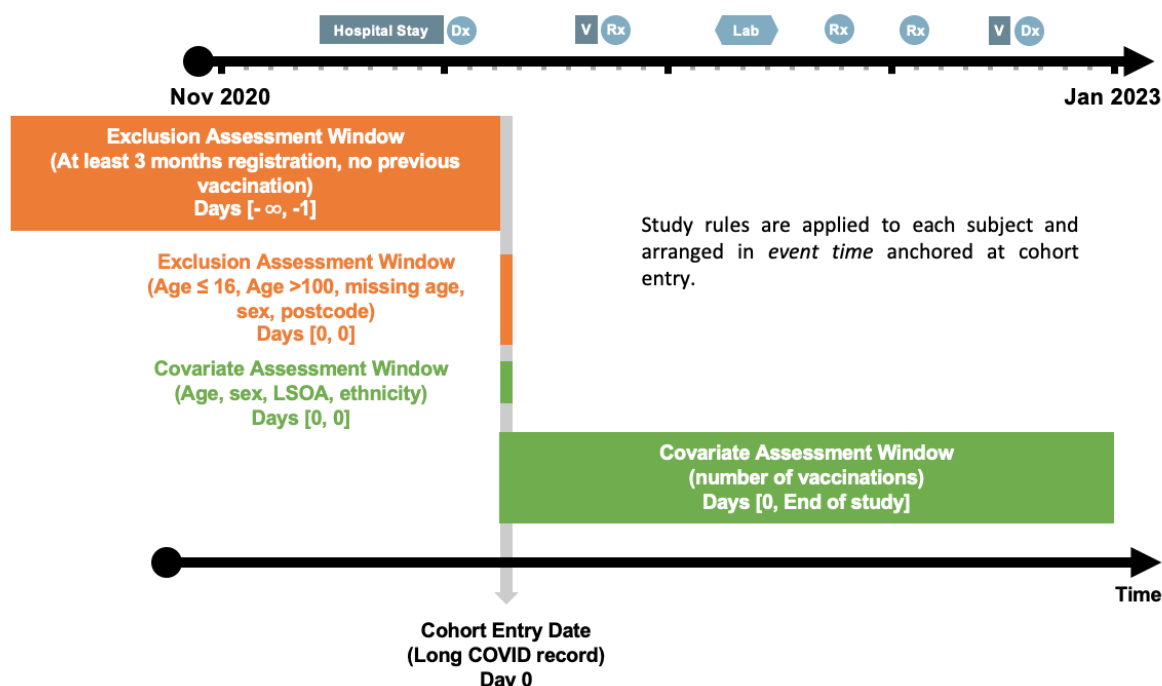 Hospital Stay Dx V Rx Lab Rx Rx V Dx
Nov 2020 Jan 2023
Exclusion Assessment Window
(At least 3 months registration, no previous
vaccination)
Days [- ∞, -1]
Study rules are applied to each subject and
arranged in event time anchored at cohort
entry.
Exclusion Assessment Window
(Age ≤ 16, Age >100, missing age,
sex, postcode)
Days [0, 0]
Covariate Assessment Window
(Age, sex, LSOA, ethnicity)
Days [0, 0]
Covariate Assessment Window
(number of vaccinations)
Days [0, End of study]
Time
Cohort Entry Date
(Long COVID record)
Day 0